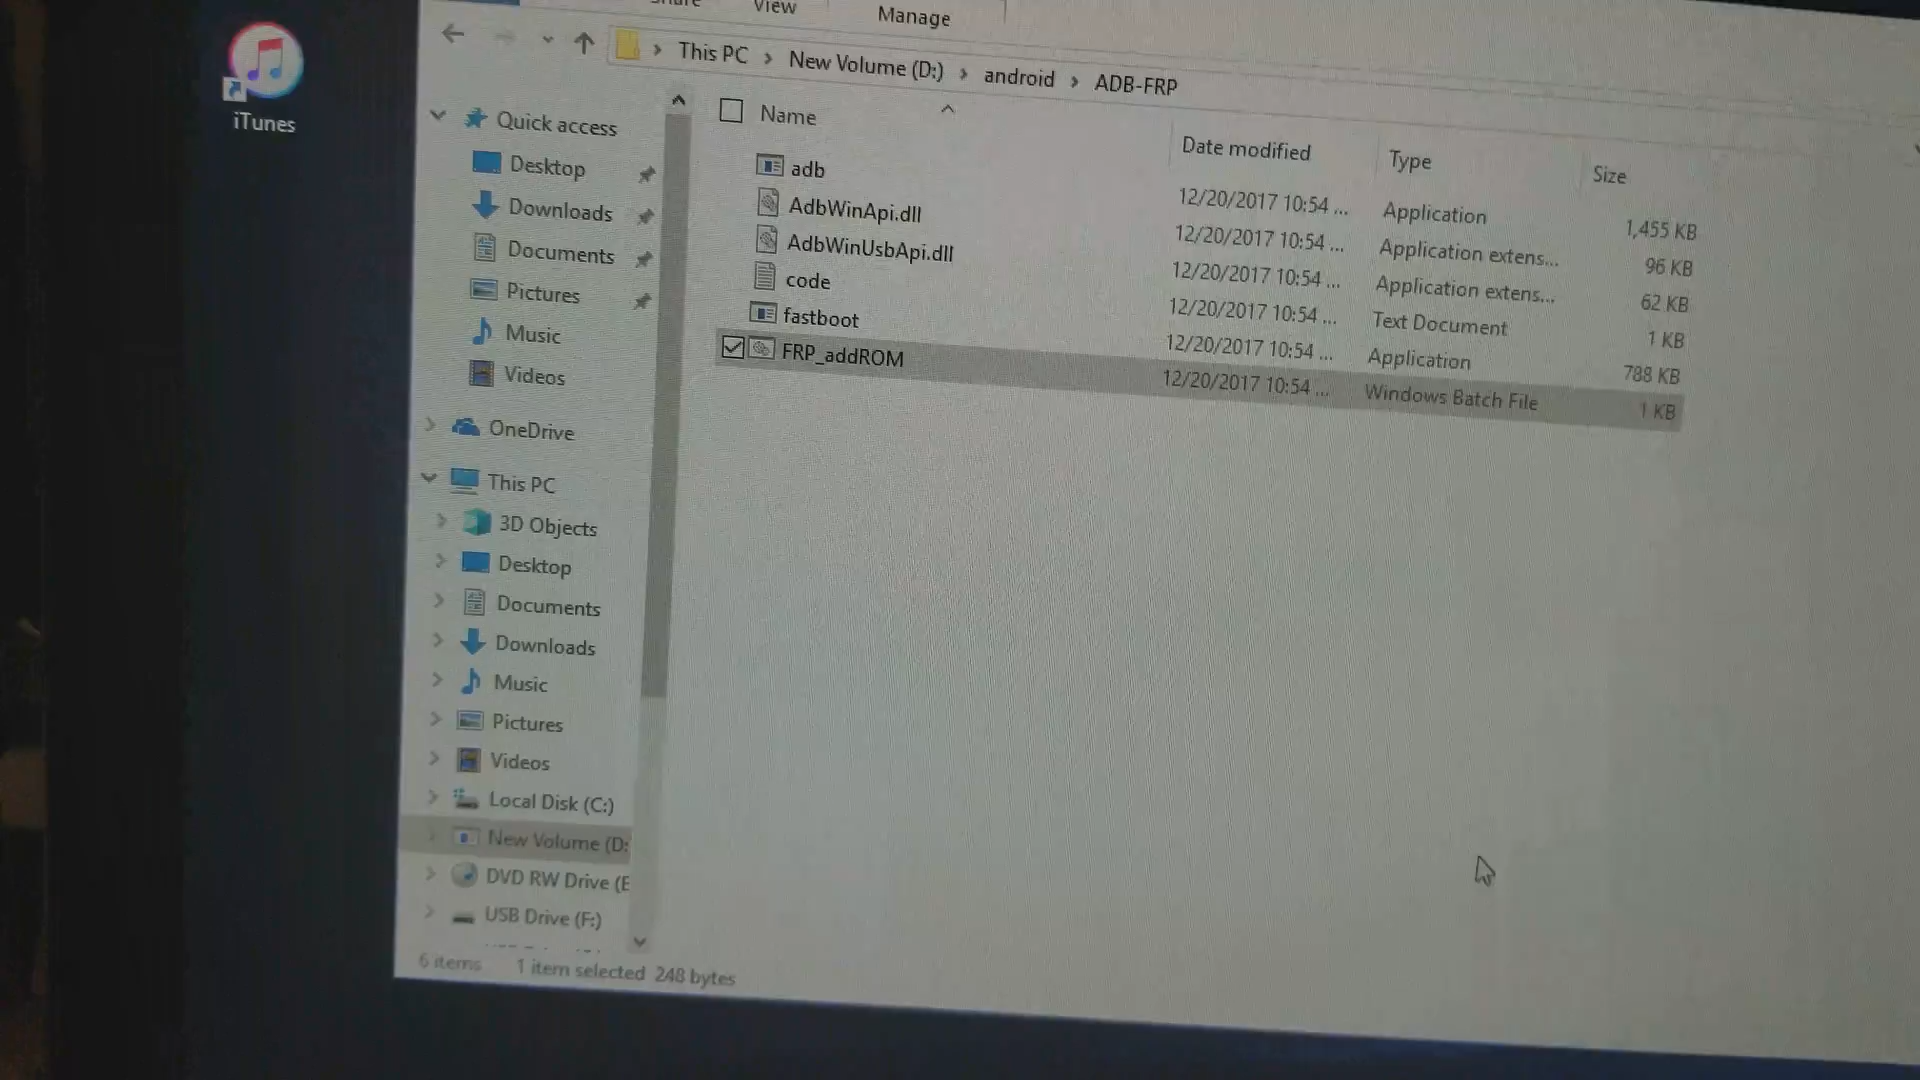 Share
View
Manage
This PC > New Volume (D:) > android > ADB-FRP
iTunes
Quick access
Desktop
Downloads
Documents
Pictures
Music
Videos
OneDrive
This PC
3D Objects
Desktop
Documents
Downloads
Music
Pictures
Videos
Local Disk (C:)
New Volume (D:
DVD RW Drive (E
USB Drive (F:)
Name Date modified Type Size
adb 12/20/2017 10:54 ... Application 1,455 KB
AdbWinApi.dll 12/20/2017 10:54 ... Application extens... 96 KB
AdbWinUsbApi.dll 12/20/2017 10:54 ... Application extens... 62 KB
code 12/20/2017 10:54 ... Text Document 1 KB
fastboot 12/20/2017 10:54 ... Application 788 KB
FRP_addROM 12/20/2017 10:54 ... Windows Batch File 1 KB
6 items 1 item selected 248 bytes